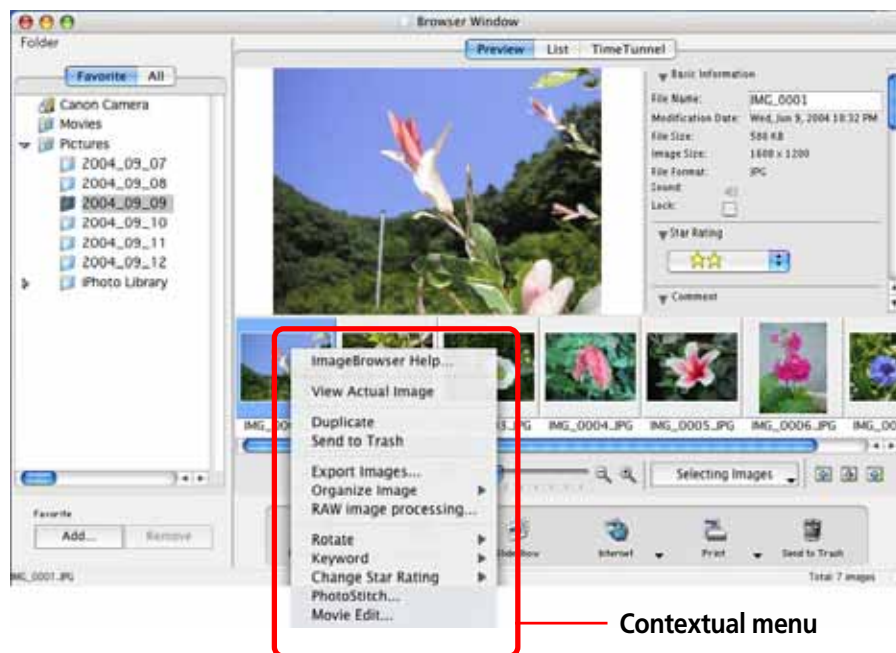 Browser Window
Folder
Preview List TimeTunnel
Favorite All
Canon Camera
Movies
Pictures
2004_09_07
2004_09_08
2004_09_09
2004_09_10
2004_09_11
2004_09_12
iPhoto Library
Basic Information
File Name: IMG_0001
Modification Date: Wed, Jun 9, 2004 10:32 PM
File Size: 580 KB
Image Size: 1600 x 1200
File Format: JPG
Sound:
Lock:
Star Rating
Comment
IMG_0004.JPG IMG_0005.JPG IMG_0006.JPG
ImageBrowser Help...
View Actual Image
Duplicate
Send to Trash
Export Images...
Organize Image
RAW image processing...
Rotate
Keyword
Change Star Rating
PhotoStitch...
Movie Edit...
Selecting Images
Favorite
Add... Remove
Internet Print Send to Trash
IMG_0001.JPG
Total: 7 images
Contextual menu